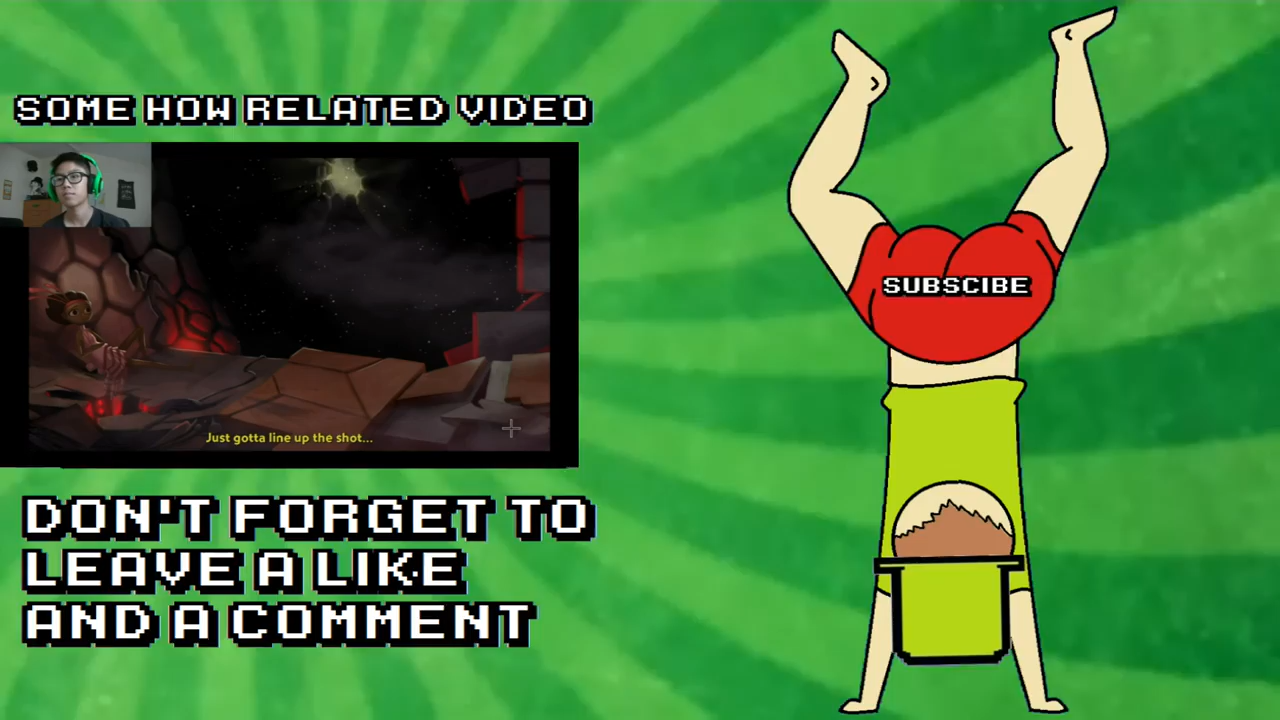 SOME HOW RELATED VIDEO
Just gotta line up the shot...
SUBSCIBE
DON'T FORGET TO
LEAVE A LIKE
AND A COMMENT